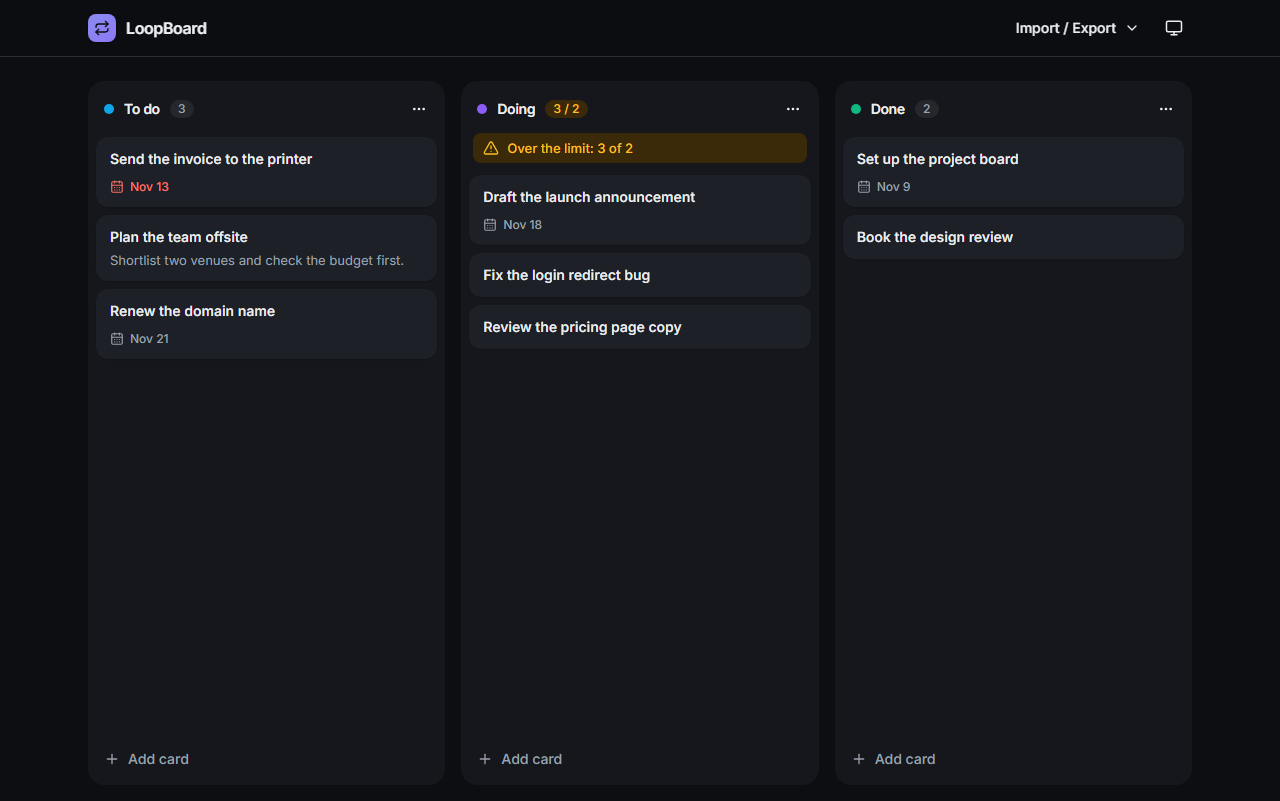 LoopBoard
Import / Export
To do 3
Send the invoice to the printer
Nov 13
Plan the team offsite
Shortlist two venues and check the budget first.
Renew the domain name
Nov 21
Add card
Doing 3 / 2
Over the limit: 3 of 2
Draft the launch announcement
Nov 18
Fix the login redirect bug
Review the pricing page copy
Add card
Done 2
Set up the project board
Nov 9
Book the design review
Add card